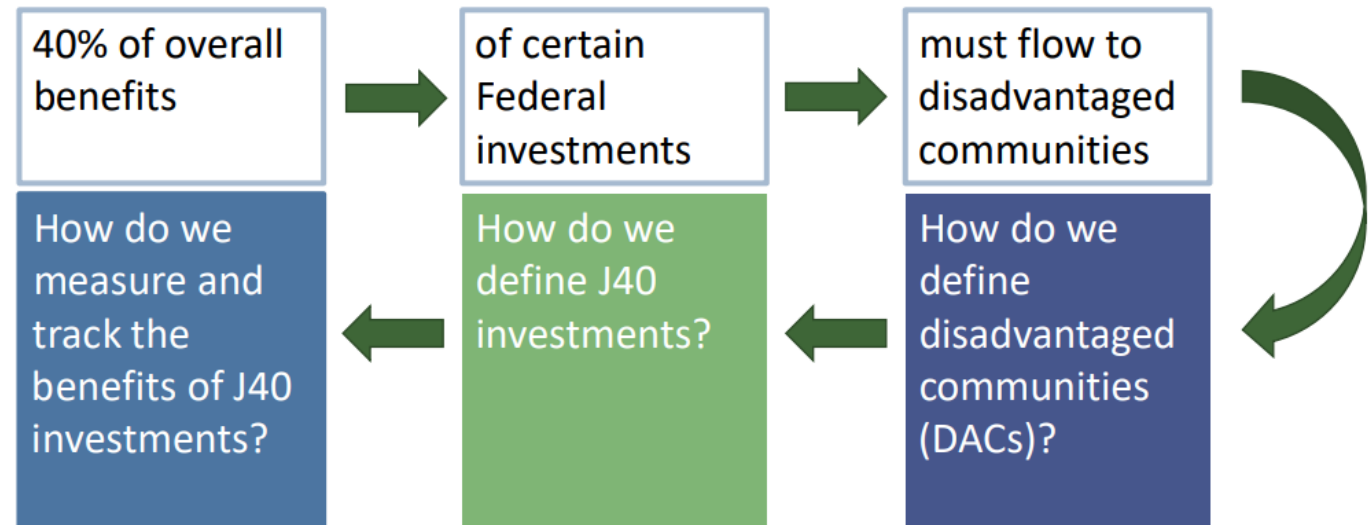 40% of overall
benefits
of certain
Federal
investments
must flow to
disadvantaged
communities
How do we
define
disadvantaged
communities
(DACs)?
How do we
define J40
investments?
How do we
measure and
track the
benefits of J40
investments?